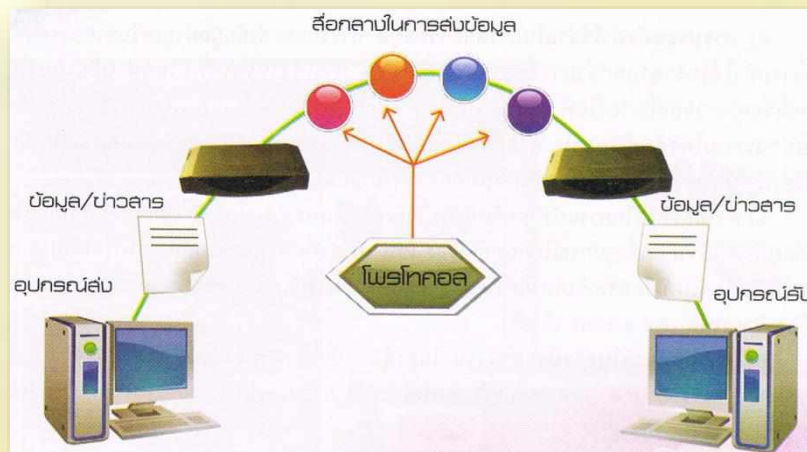 สื่อกลางในการส่งข้อมูล
ข้อมูล/ข่าวสาร
ข้อมูล/ข่าวสาร
โพรโทคอล
อุปกรณ์ส่ง
อุปกรณ์รับ